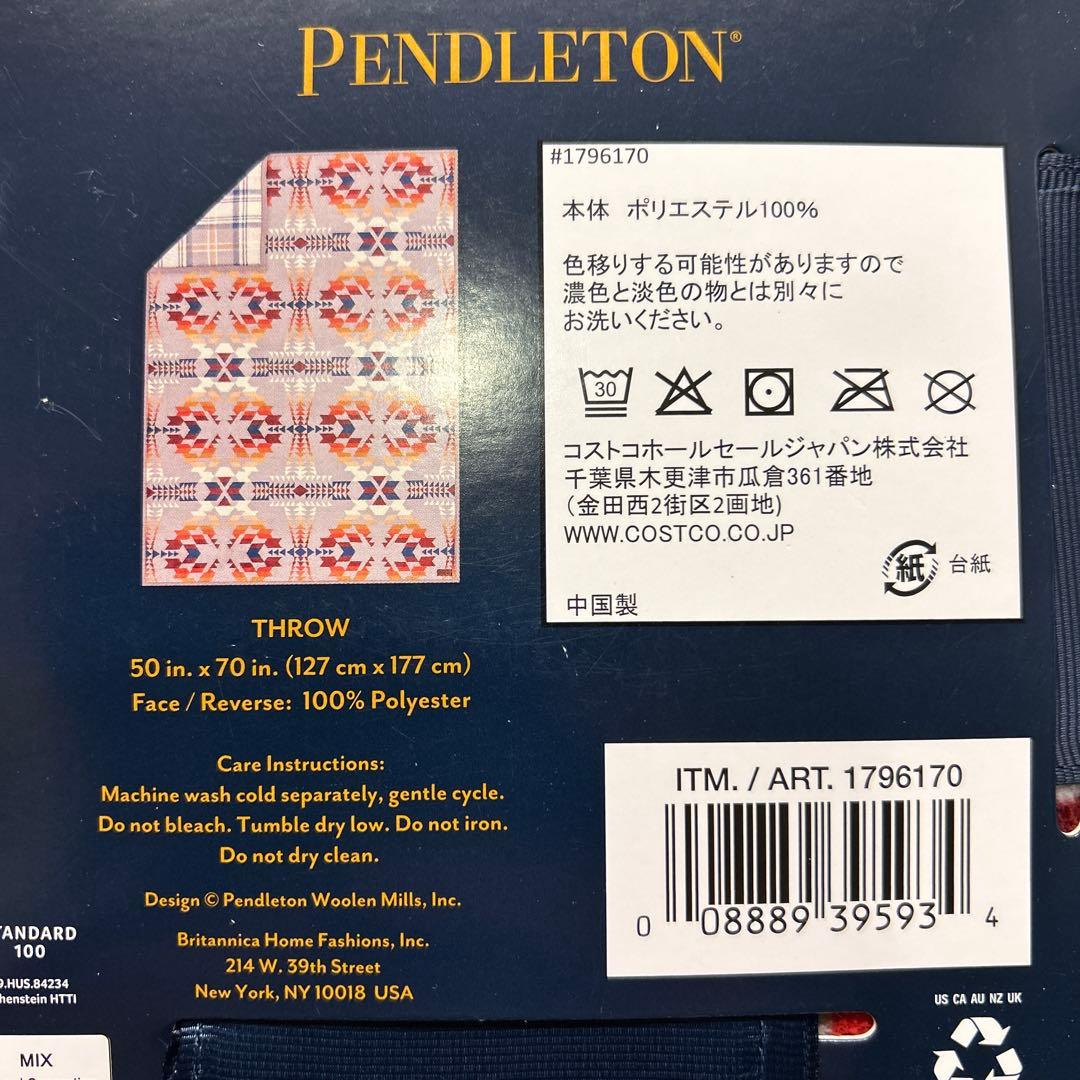 PENDLETON®
#1796170
本体 ポリエステル100%
色移りする可能性がありますので
濃色と淡色の物とは別々に
お洗いください。
30
コストコホールセールジャパン株式会社
千葉県木更津市瓜倉361番地
(金田西2街区2画地)
WWW.COSTCO.CO.JP
紙 台紙
中国製
THROW
50 in. x 70 in. (127 cm x 177 cm)
Face / Reverse: 100% Polyester
Care Instructions:
Machine wash cold separately, gentle cycle.
Do not bleach. Tumble dry low. Do not iron.
Do not dry clean.
Design © Pendleton Woolen Mills, Inc.
Britannica Home Fashions, Inc.
214 W. 39th Street
New York, NY 10018 USA
ITM. / ART. 1796170
0 08889 39593 4
TANDARD
100
9.HUS.84234
henstein HTTI
MIX
US CA AU NZ UK